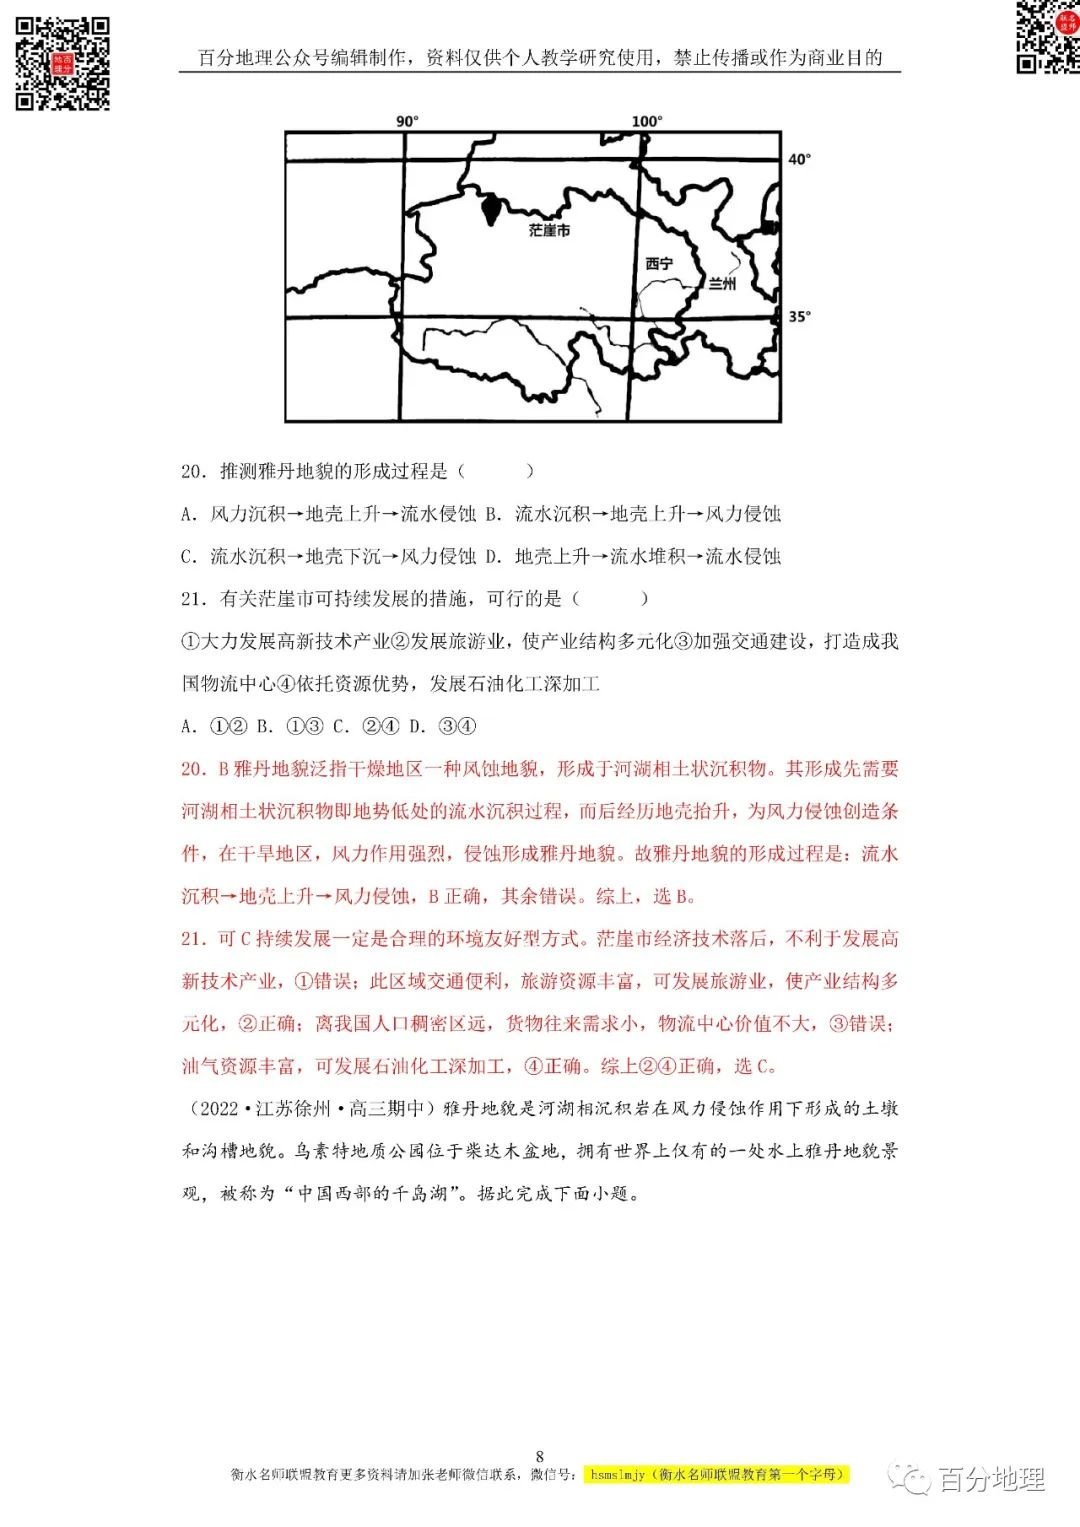 百分地理公众号编辑制作，资料仅供个人教学研究使用，禁止传播或作为商业目的
90° 100°
40°
茫崖市
西宁
兰州
35°
20．推测雅丹地貌的形成过程是（ ）
A．风力沉积→地壳上升→流水侵蚀 B．流水沉积→地壳上升→风力侵蚀
C．流水沉积→地壳下沉→风力侵蚀 D．地壳上升→流水堆积→流水侵蚀
21．有关茫崖市可持续发展的措施，可行的是（ ）
①大力发展高新技术产业②发展旅游业，使产业结构多元化③加强交通建设，打造成我
国物流中心④依托资源优势，发展石油化工深加工
A．①② B．①③ C．②④ D．③④
20．B 雅丹地貌泛指干燥地区一种风蚀地貌，形成于河湖相土状沉积物。其形成先需要
河湖相土状沉积物即地势低处的流水沉积过程，而后经历地壳抬升，为风力侵蚀创造条
件，在干旱地区，风力作用强烈，侵蚀形成雅丹地貌。故雅丹地貌的形成过程是：流水
沉积→地壳上升→风力侵蚀，B 正确，其余错误。综上，选 B。
21．可 C 持续发展一定是合理的环境友好型方式。茫崖市经济技术落后，不利于发展高
新技术产业，①错误；此区域交通便利，旅游资源丰富，可发展旅游业，使产业结构多
元化，②正确；离我国人口稠密区远，货物往来需求小，物流中心价值不大，③错误；
油气资源丰富，可发展石油化工深加工，④正确。综上②④正确，选 C。
（2022·江苏徐州·高三期中）雅丹地貌是河湖相沉积岩在风力侵蚀作用下形成的土墩
和沟槽地貌。乌素特地质公园位于柴达木盆地，拥有世界上仅有的一处水上雅丹地貌景
观，被称为“中国西部的千岛湖”。据此完成下面小题。
8
衡水名师联盟教育更多资料请加张老师微信联系，微信号： hsmslmjy（衡水名师联盟教育第一个字母）
百分地理